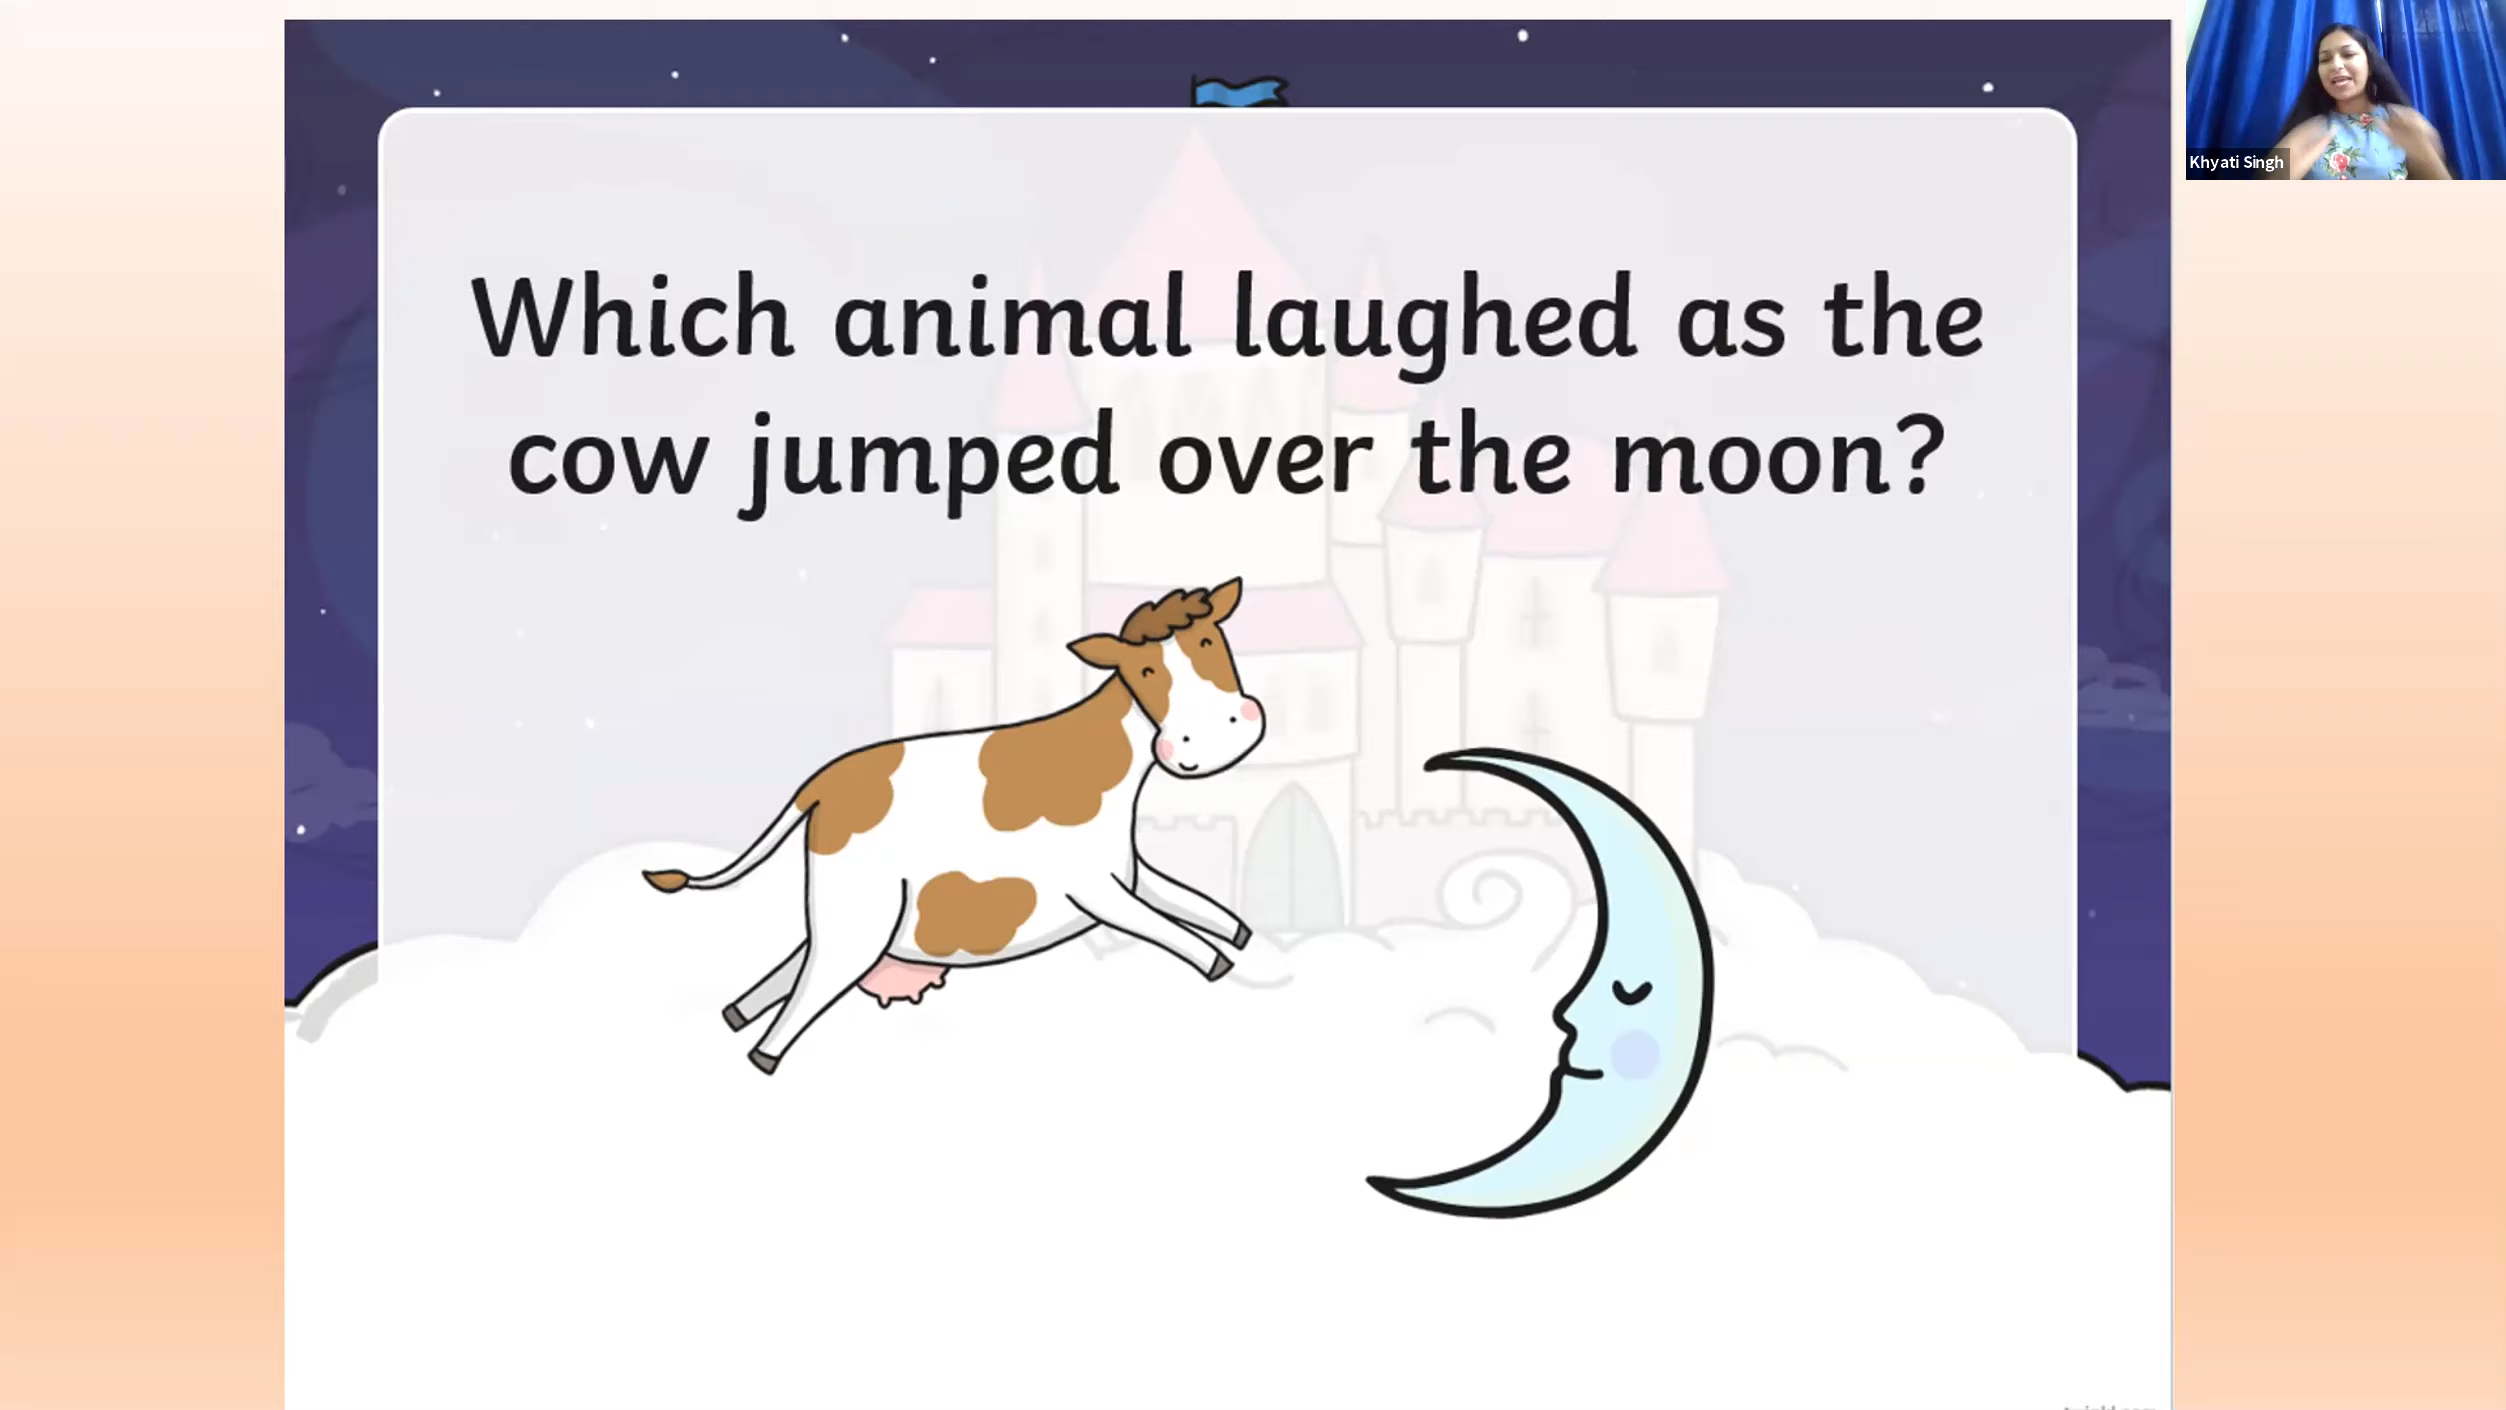 Which animal laughed as the
cow jumped over the moon?
Khyati Singh